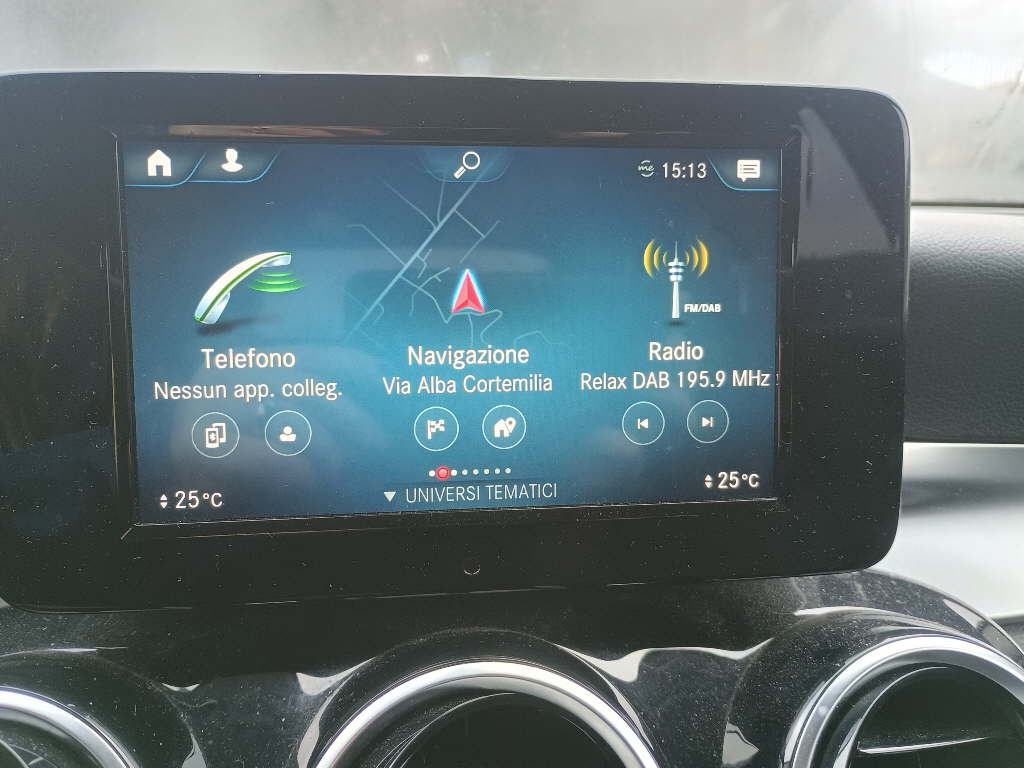 me 15:13
FM/DAB
Telefono
Nessun app. colleg.
Navigazione
Via Alba Cortemilia
Radio
Relax DAB 195.9 MHz
25°C
UNIVERSI TEMATICI
25°C